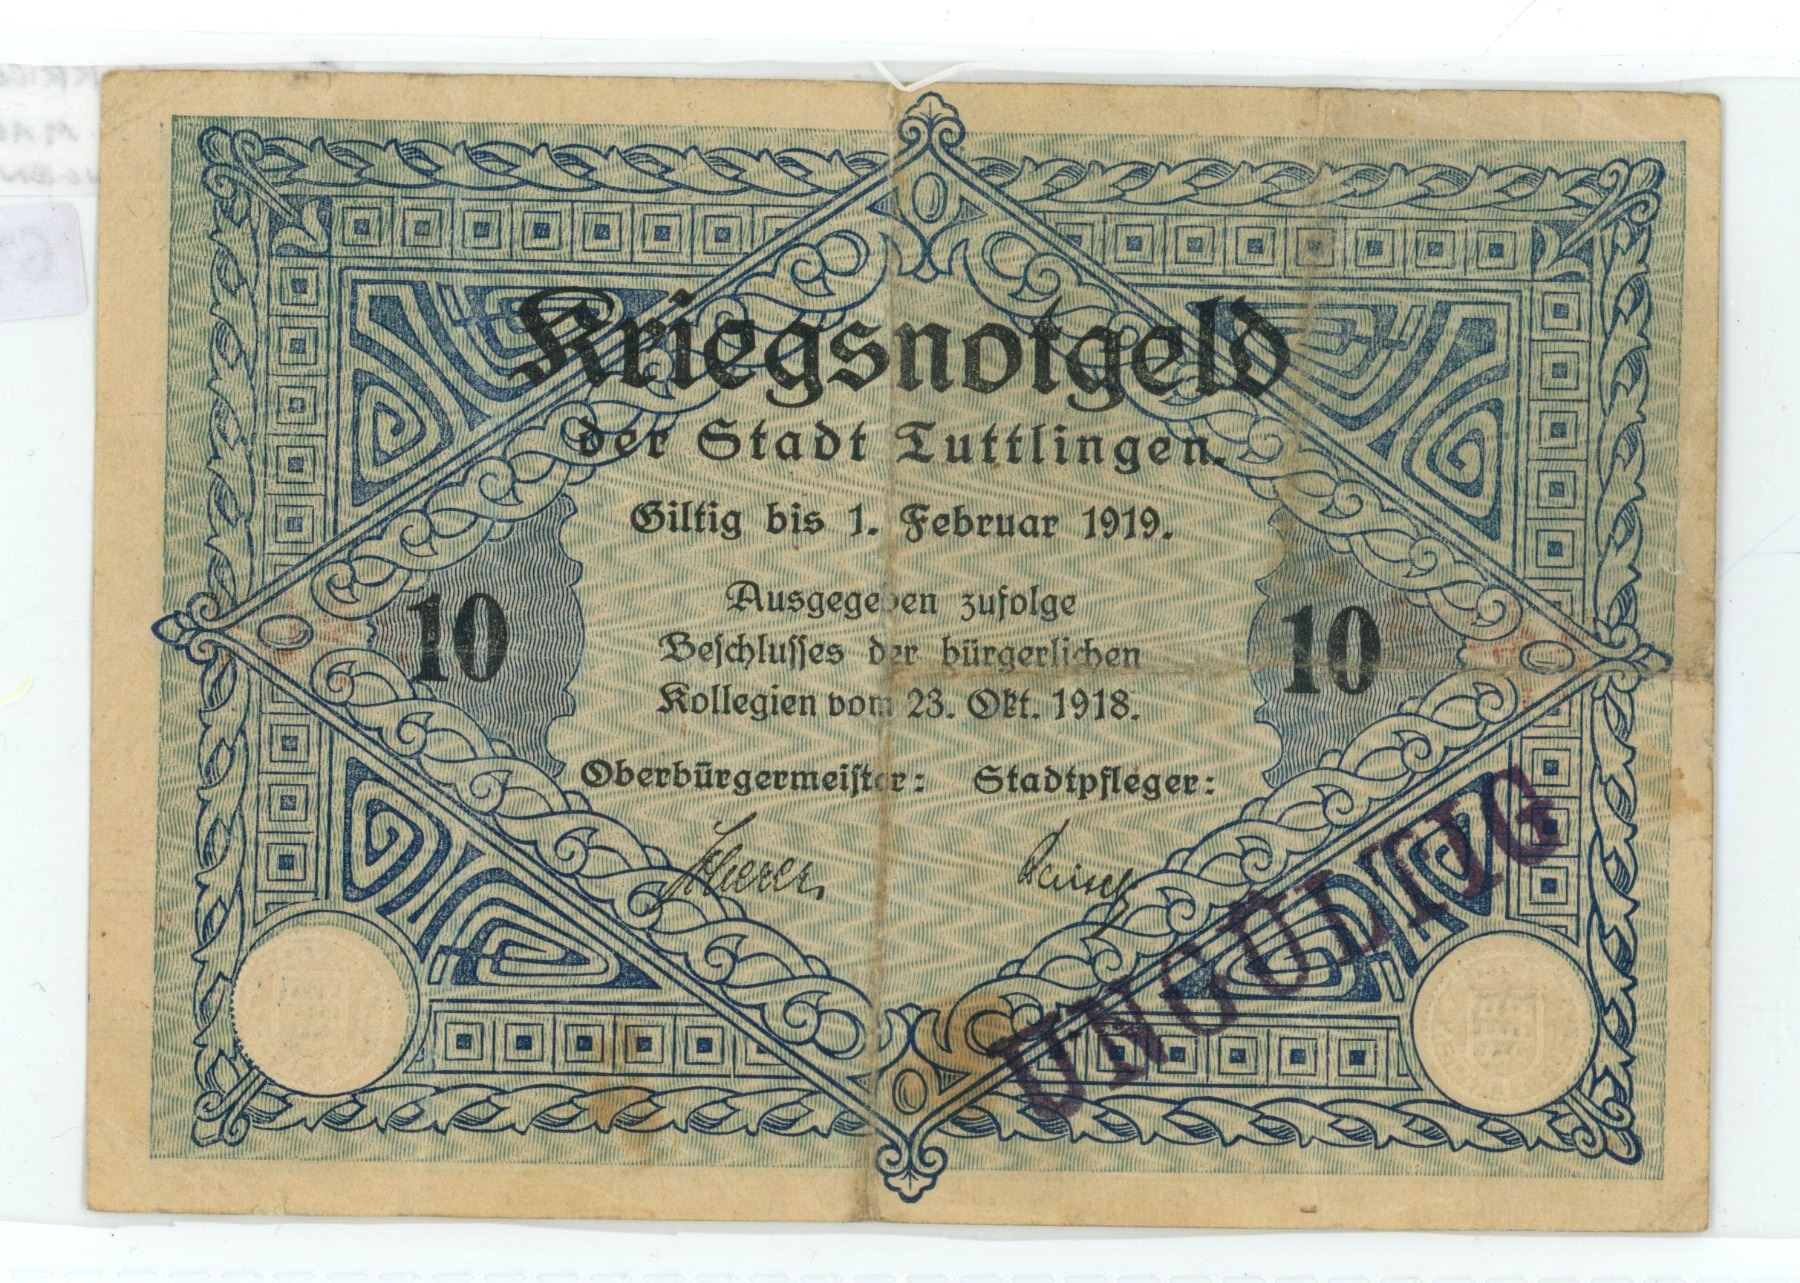 Kriegsnotgeld
der Stadt Tuttlingen.
Giltig bis 1. Februar 1919.
Ausgegeben zufolge
Beschlusses der bürgerlichen
Kollegien vom 23. Okt. 1918.
10
10
Oberbürgermeister: Stadtpfleger:
Scherer
UNGÜLTIG